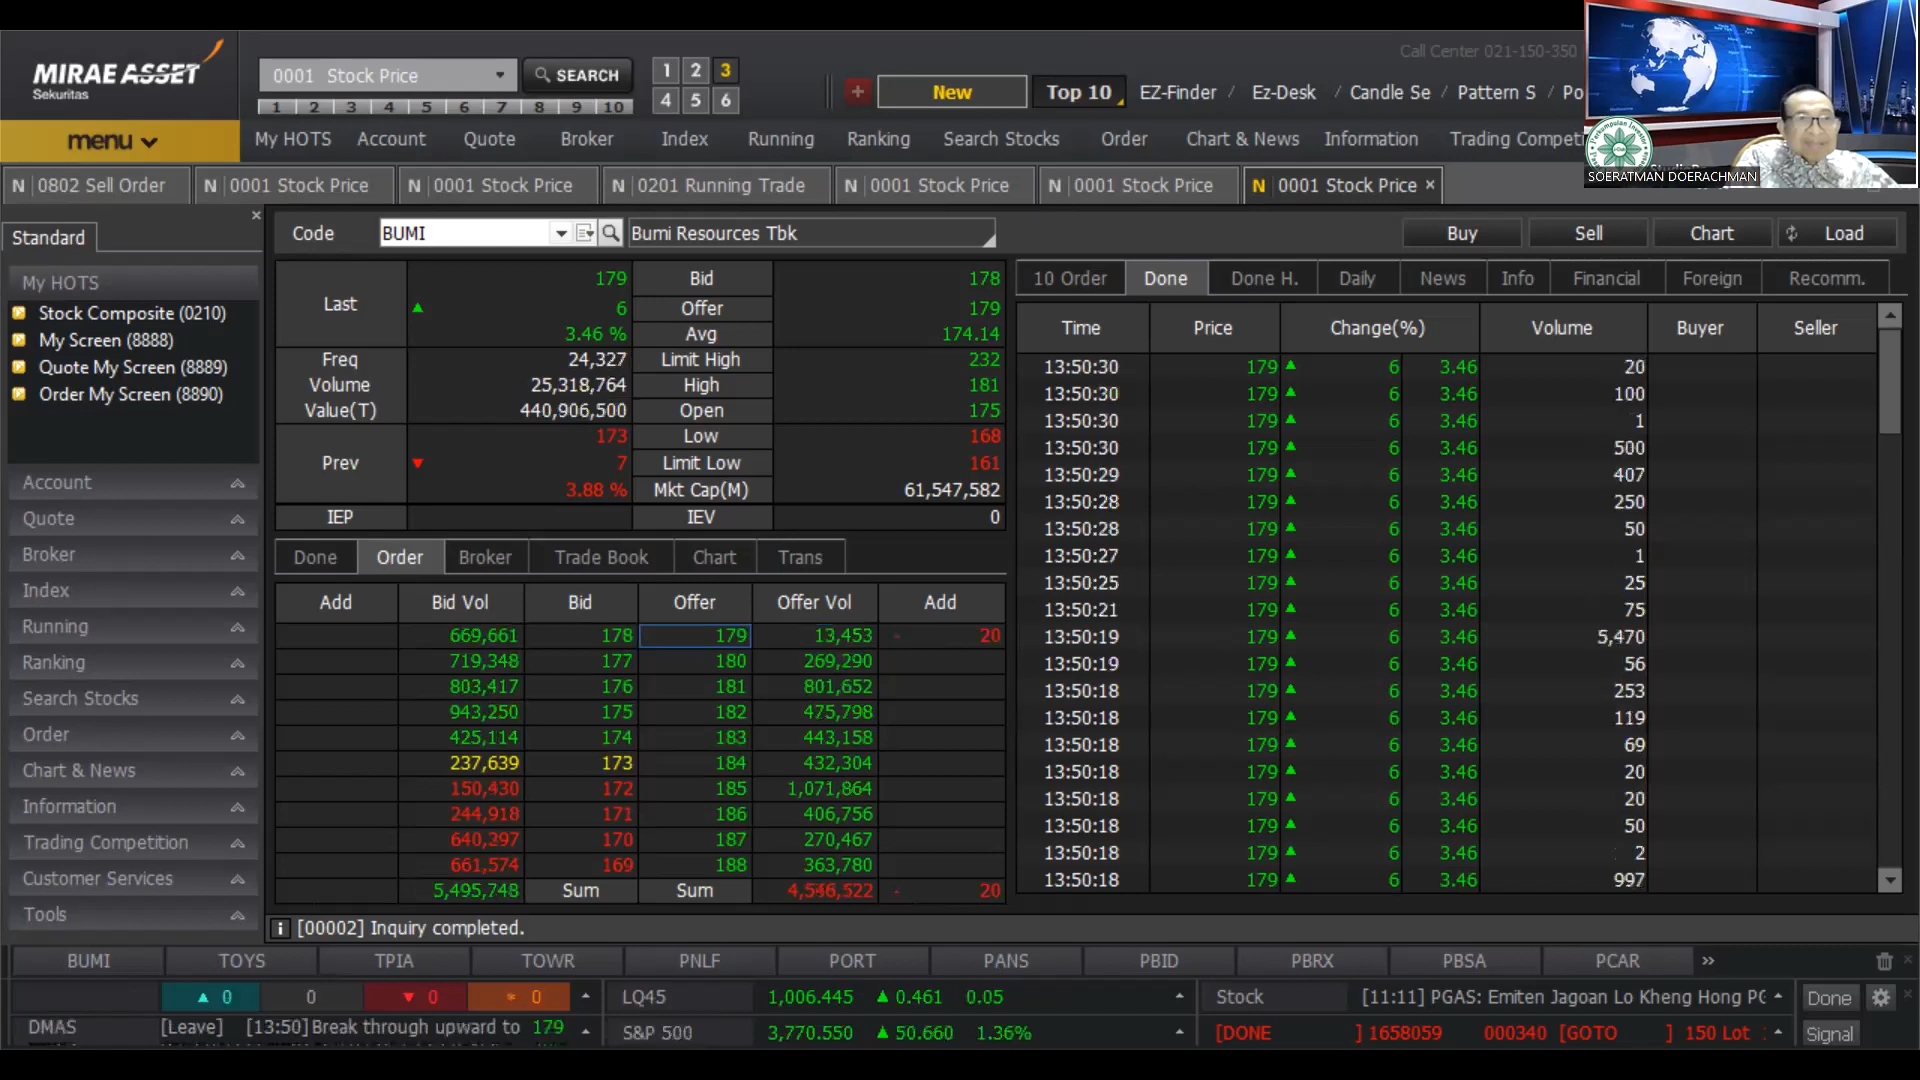 Call Center 021-150-350
MIRAE ASSET
Sekuritas
0001 Stock Price
SEARCH
1 2 3
4 5 6
1 2 3 4 5 6 7 8 9 10
+ New Top 10 EZ-Finder / Ez-Desk / Candle Se / Pattern S / Po
menu
My HOTS Account Quote Broker Index Running Ranking Search Stocks Order Chart & News Information Trading Competi
SOERATMAN DOERACHMAN
N 0802 Sell Order N 0001 Stock Price N 0001 Stock Price N 0201 Running Trade N 0001 Stock Price N 0001 Stock Price N 0001 Stock Price ×
Standard
My HOTS
Stock Composite (0210)
My Screen (8888)
Quote My Screen (8889)
Order My Screen (8890)
Account
Quote
Broker
Index
Running
Ranking
Search Stocks
Order
Chart & News
Information
Trading Competition
Customer Services
Tools
Code BUMI Bumi Resources Tbk Buy Sell Chart Load
Last 179 Bid 178
▲ 6 Offer 179
3.46 % Avg 174.14
Freq 24,327 Limit High 232
Volume 25,318,764 High 181
Value(T) 440,906,500 Open 175
Prev 173 Low 168
▼ 7 Limit Low 161
3.88 % Mkt Cap(M) 61,547,582
IEP IEV 0
Done Order Broker Trade Book Chart Trans
Add Bid Vol Bid Offer Offer Vol Add
669,661 178 179 13,453 - 20
719,348 177 180 269,290
803,417 176 181 801,652
943,250 175 182 475,798
425,114 174 183 443,158
237,639 173 184 432,304
150,430 172 185 1,071,864
244,918 171 186 406,756
640,297 170 187 270,467
661,574 169 188 363,780
5,495,748 Sum Sum 4,546,522 - 20
10 Order Done Done H. Daily News Info Financial Foreign Recomm.
Time Price Change(%) Volume Buyer Seller
13:50:30 179 ▲ 6 3.46 20
13:50:30 179 ▲ 6 3.46 100
13:50:30 179 ▲ 6 3.46 1
13:50:30 179 ▲ 6 3.46 500
13:50:29 179 ▲ 6 3.46 407
13:50:28 179 ▲ 6 3.46 250
13:50:28 179 ▲ 6 3.46 50
13:50:27 179 ▲ 6 3.46 1
13:50:25 179 ▲ 6 3.46 25
13:50:21 179 ▲ 6 3.46 75
13:50:19 179 ▲ 6 3.46 5,470
13:50:19 179 ▲ 6 3.46 56
13:50:18 179 ▲ 6 3.46 253
13:50:18 179 ▲ 6 3.46 119
13:50:18 179 ▲ 6 3.46 69
13:50:18 179 ▲ 6 3.46 20
13:50:18 179 ▲ 6 3.46 20
13:50:18 179 ▲ 6 3.46 50
13:50:18 179 ▲ 6 3.46 2
13:50:18 179 ▲ 6 3.46 997
[00002] Inquiry completed.
BUMI TOYS TPIA TOWR PNLF PORT PANS PBID PBRX PBSA PCAR »
▲ 0 0 ▼ 0 0 LQ45 1,006.445 ▲ 0.461 0.05 Stock [11:11] PGAS: Emiten Jagoan Lo Kheng Hong PG Done
DMAS [Leave] [13:50]Break through upward to 179 S&P 500 3,770.550 ▲ 50.660 1.36% [DONE ] 1658059 000340 [GOTO ] 150 Lot Signal